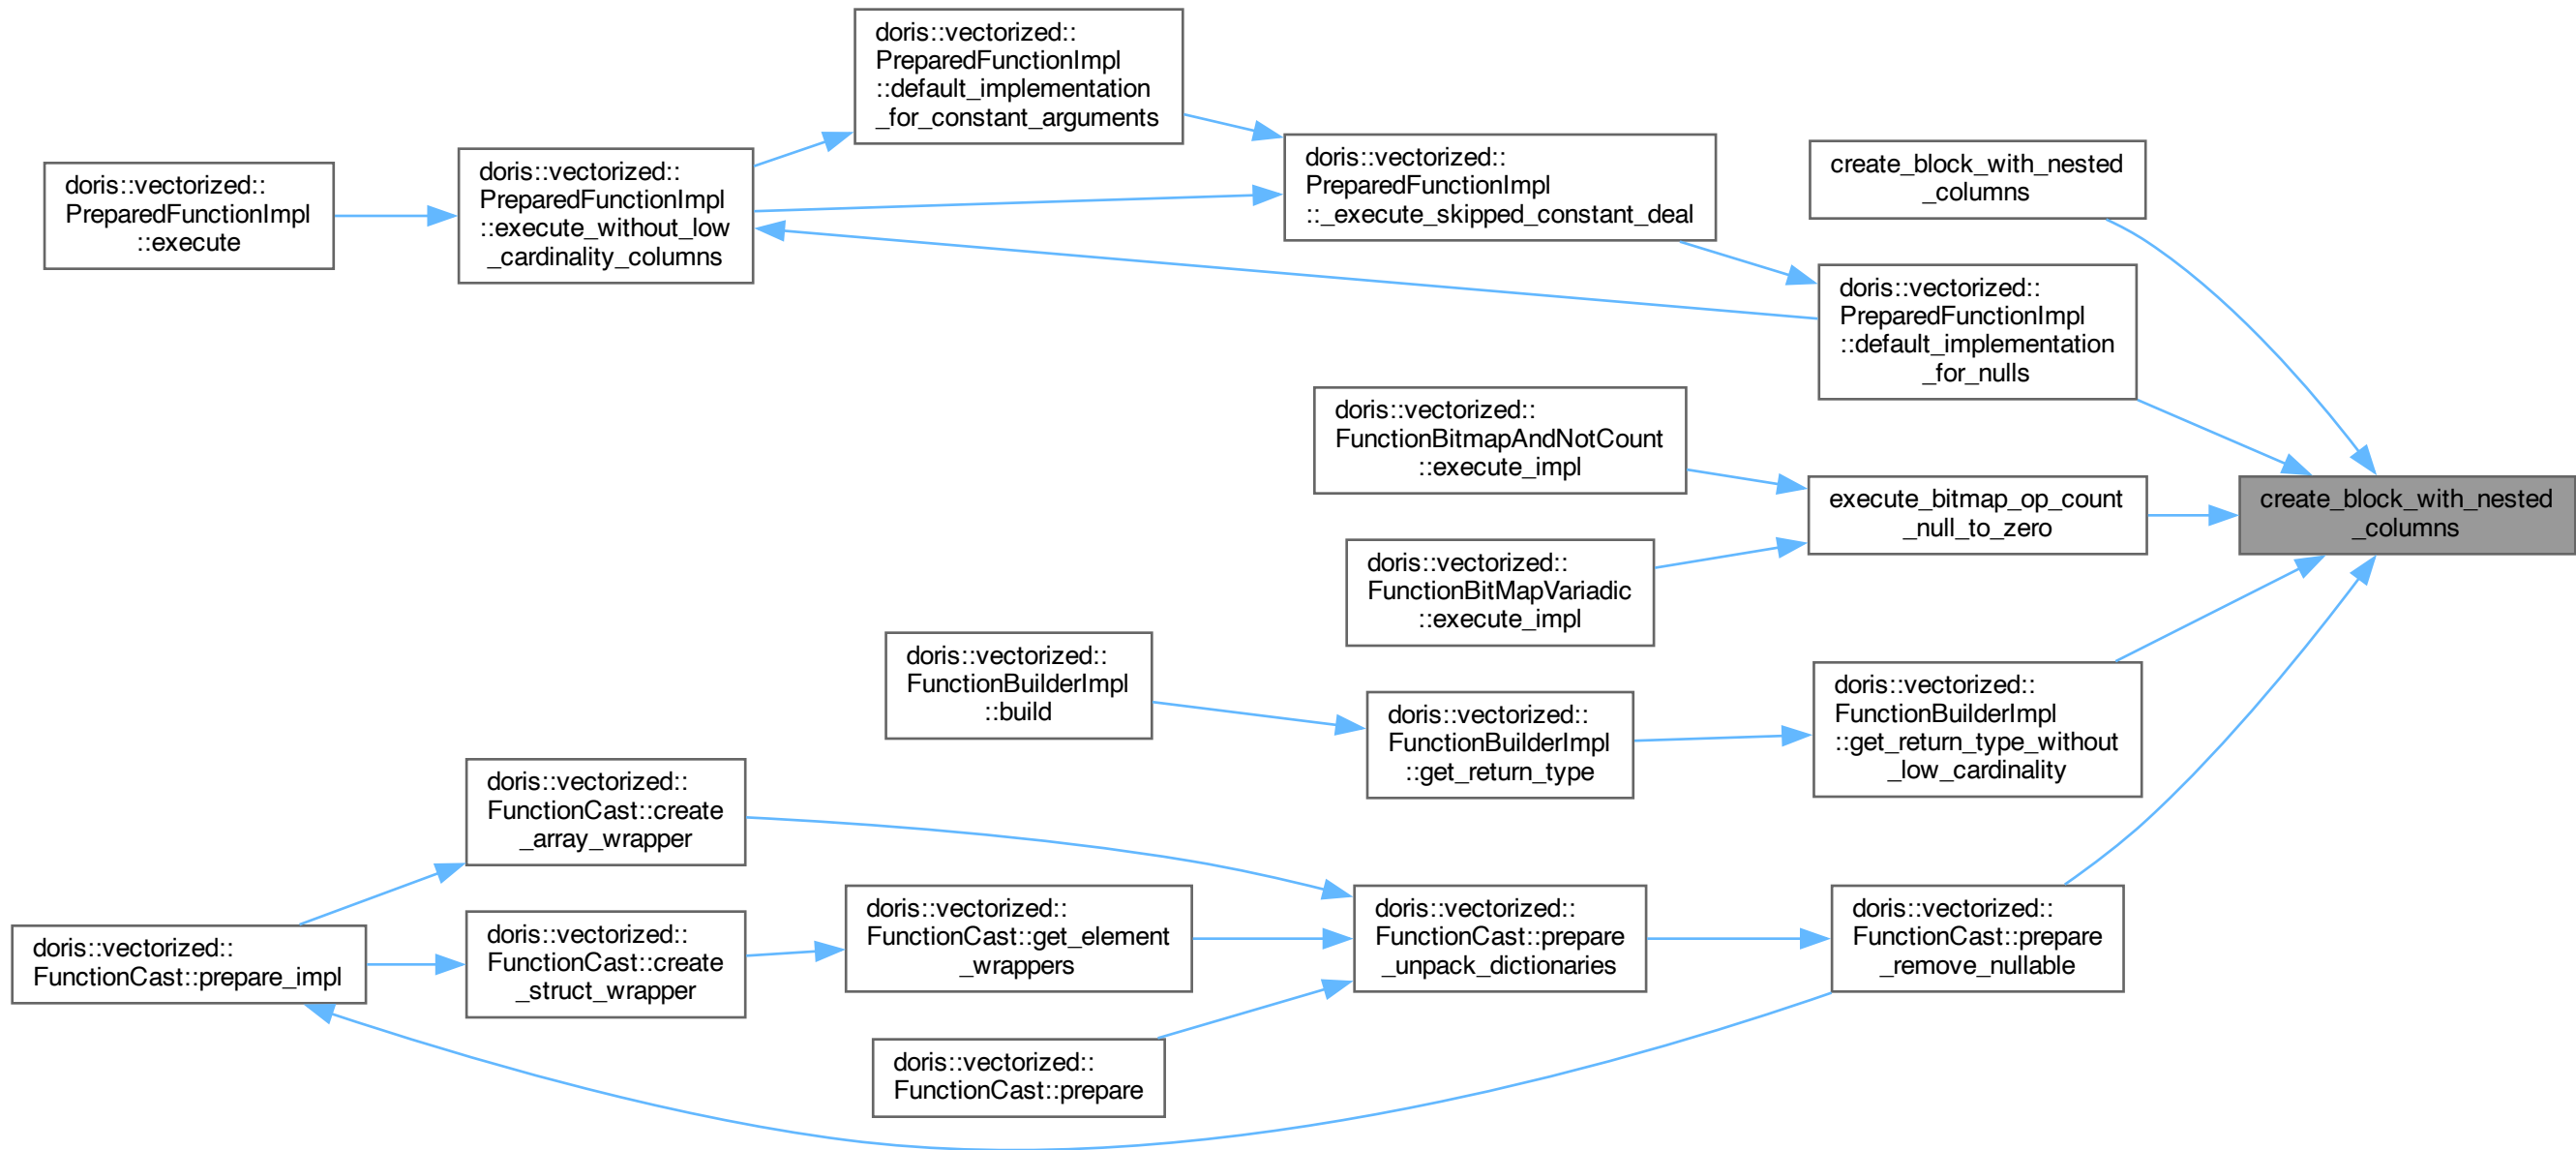 doris::vectorized::
PreparedFunctionImpl
::default_implementation
_for_constant_arguments
doris::vectorized::
PreparedFunctionImpl
::execute
doris::vectorized::
PreparedFunctionImpl
::execute_without_low
_cardinality_columns
doris::vectorized::
PreparedFunctionImpl
::_execute_skipped_constant_deal
create_block_with_nested
_columns
doris::vectorized::
PreparedFunctionImpl
::default_implementation
_for_nulls
doris::vectorized::
FunctionBitmapAndNotCount
::execute_impl
execute_bitmap_op_count
_null_to_zero
create_block_with_nested
_columns
doris::vectorized::
FunctionBitMapVariadic
::execute_impl
doris::vectorized::
FunctionBuilderImpl
::build
doris::vectorized::
FunctionBuilderImpl
::get_return_type
doris::vectorized::
FunctionBuilderImpl
::get_return_type_without
_low_cardinality
doris::vectorized::
FunctionCast::create
_array_wrapper
doris::vectorized::
FunctionCast::prepare_impl
doris::vectorized::
FunctionCast::create
_struct_wrapper
doris::vectorized::
FunctionCast::get_element
_wrappers
doris::vectorized::
FunctionCast::prepare
_unpack_dictionaries
doris::vectorized::
FunctionCast::prepare
_remove_nullable
doris::vectorized::
FunctionCast::prepare